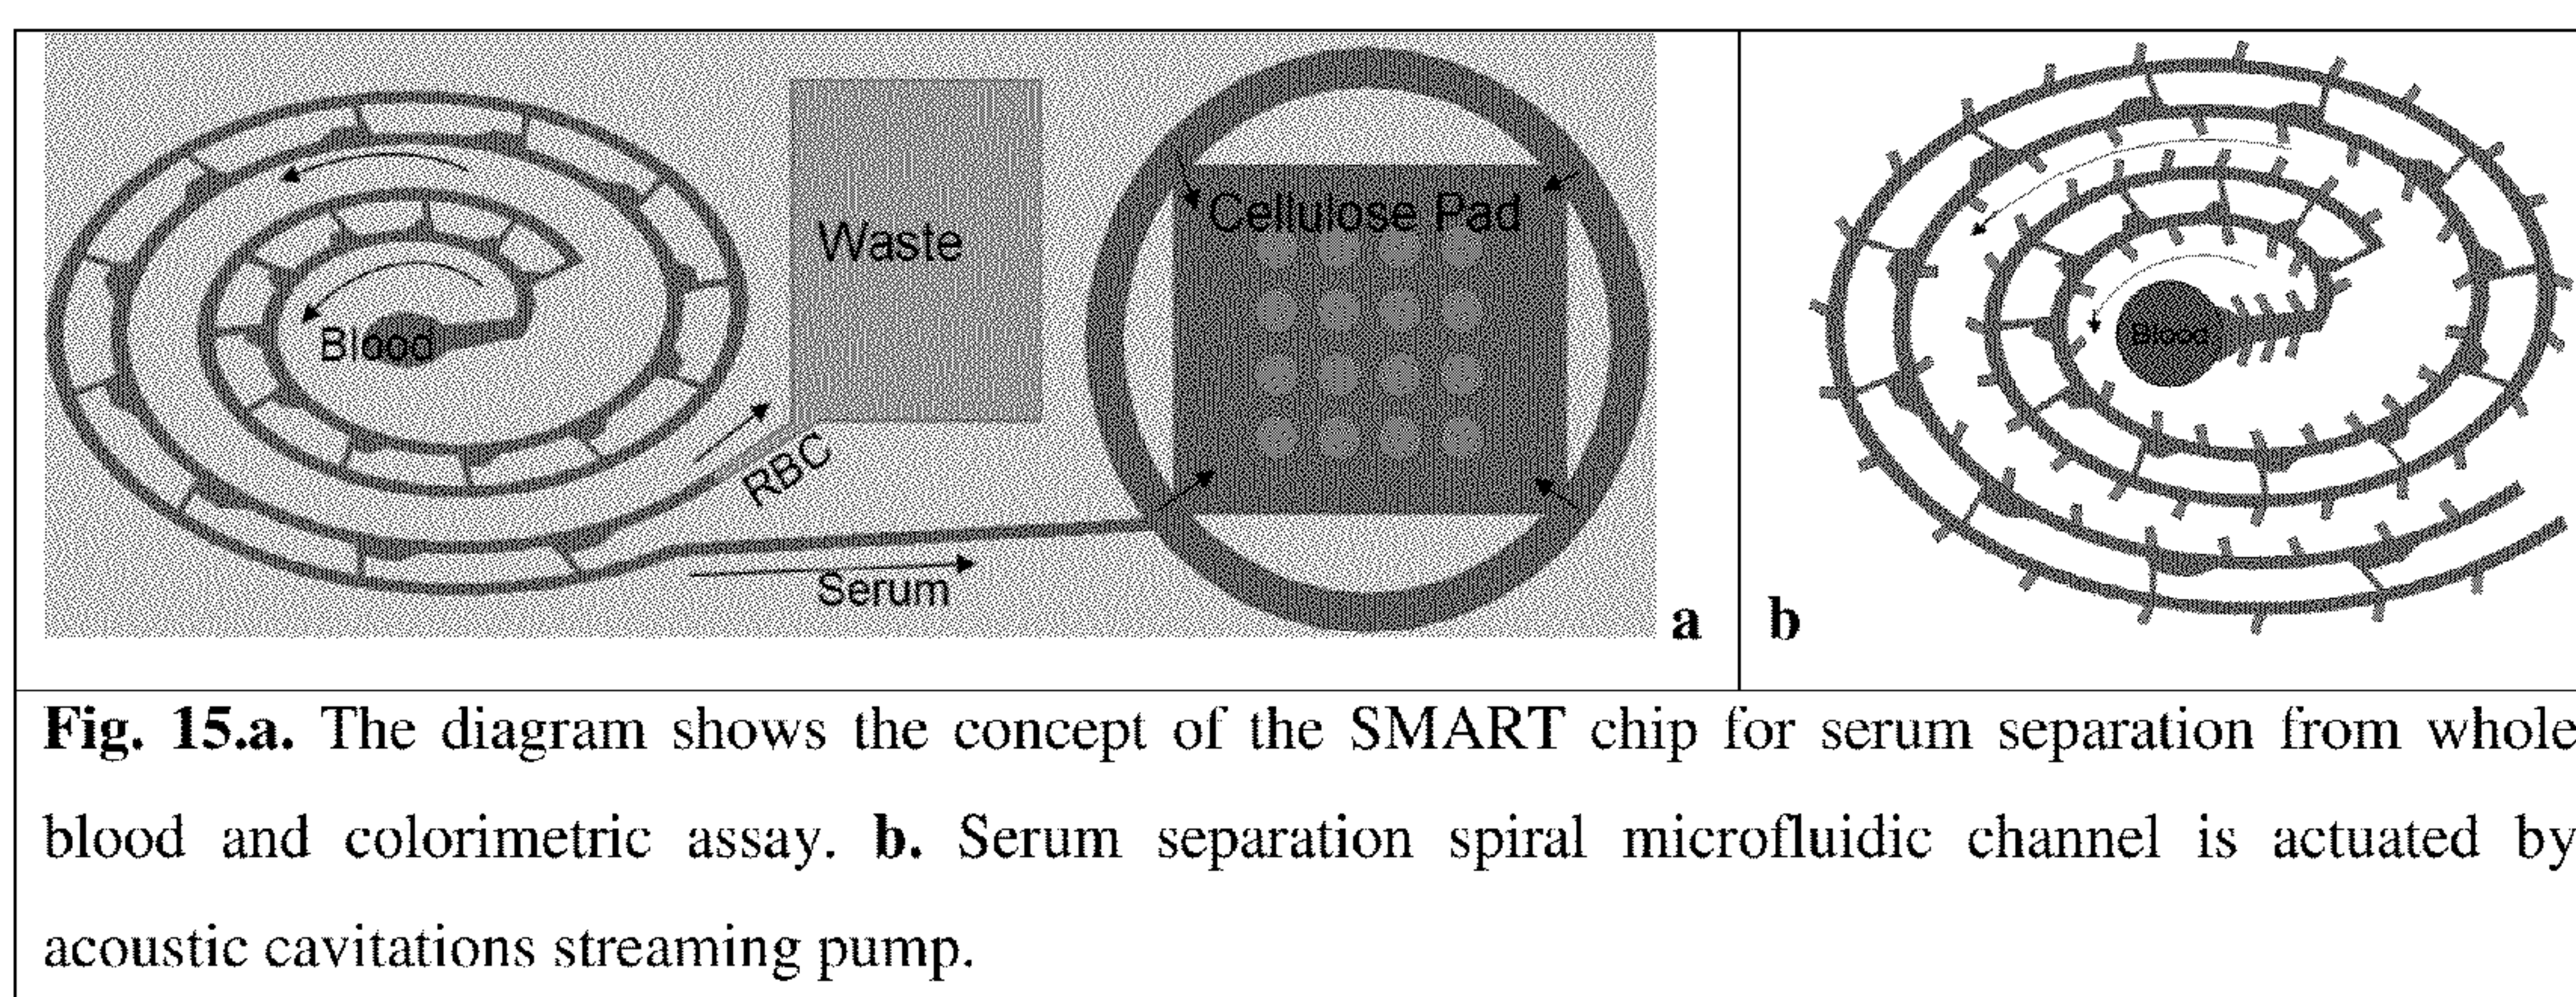 Blood
Waste
RBC
Serum
Cellulose Pad
a
Blood
b
Fig. 15.a. The diagram shows the concept of the SMART chip for serum separation from whole
blood and colorimetric assay. b. Serum separation spiral microfluidic channel is actuated by
acoustic cavitations streaming pump.